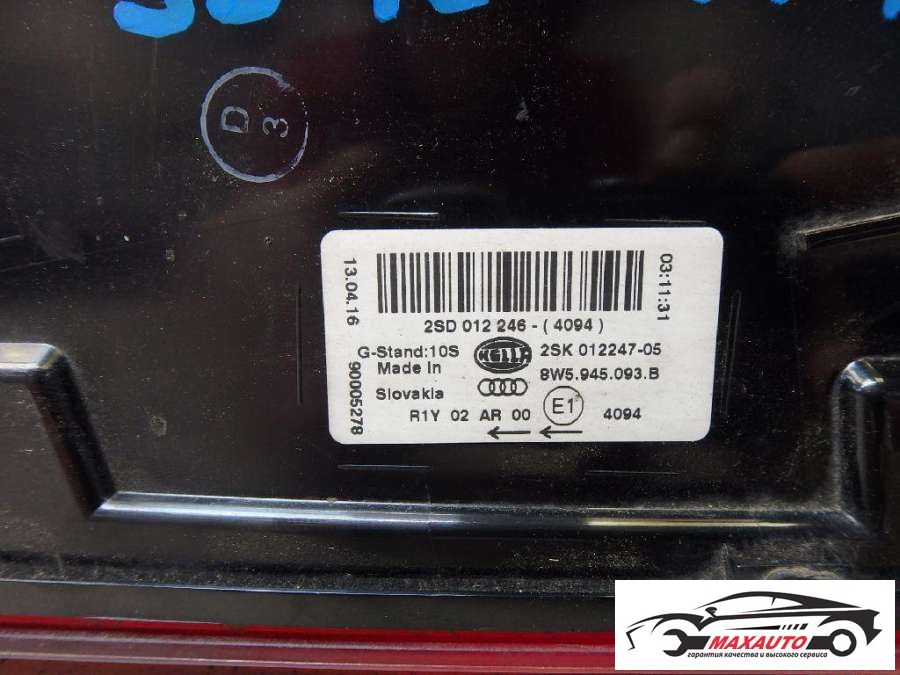 D
3
13.04.16
03:11:31
2SD 012 246 - ( 4094 )
G-Stand:10S
HELLA
2SK 012247-05
Made in
8W5.945.093.B
Slovakia
R1Y 02 AR 00
E1
4094
90005278
MAXAUTO
гарантия качества и высокого сервиса